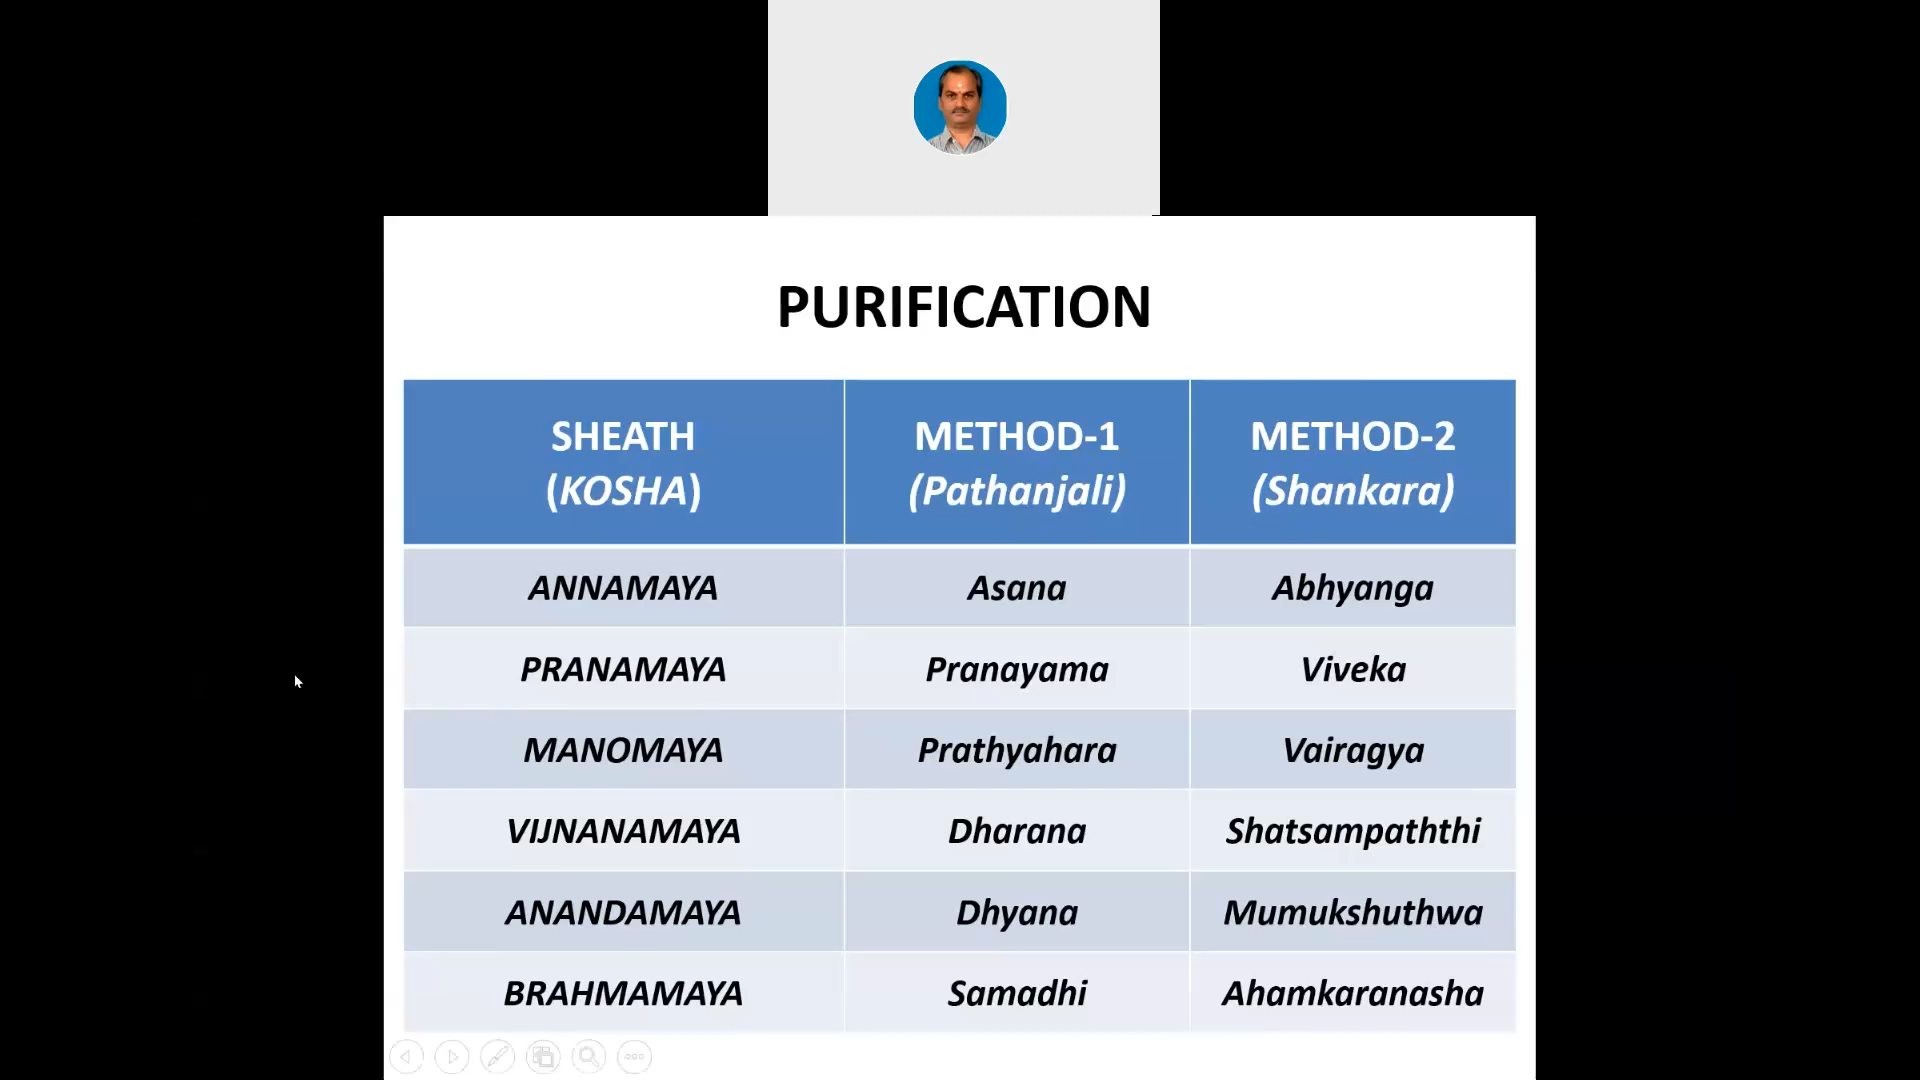 PURIFICATION
SHEATH METHOD-1 METHOD-2
(KOSHA) (Pathanjali) (Shankara)
ANNAMAYA Asana Abhyanga
PRANAMAYA Pranayama Viveka
MANOMAYA Prathyahara Vairagya
VIJNANAMAYA Dharana Shatsampaththi
ANANDAMAYA Dhyana Mumukshuthwa
BRAHMAMAYA Samadhi Ahamkaranasha